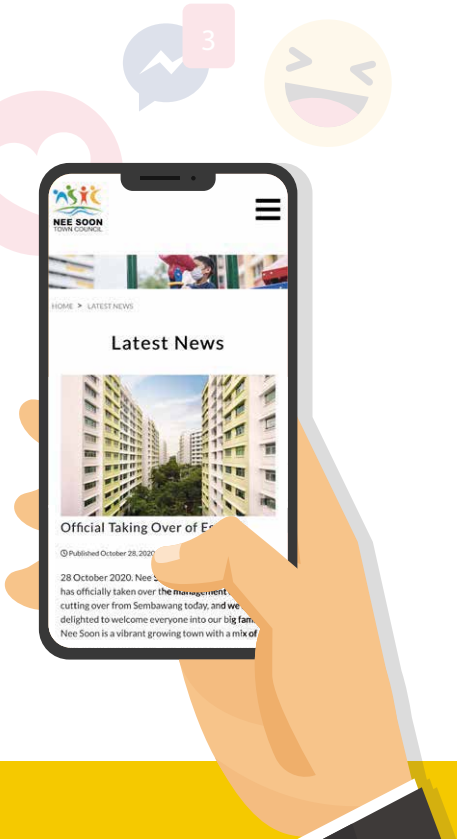 3
NEE SOON
TOWN COUNCIL
HOME > LATEST NEWS
Latest News
Official Taking Over of
Published October 28, 2020
28 October 2020. Nee
has officially taken over the management
cutting over from Sembawang today, and we
delighted to welcome everyone into our big
Nee Soon is a vibrant growing town with a mix of